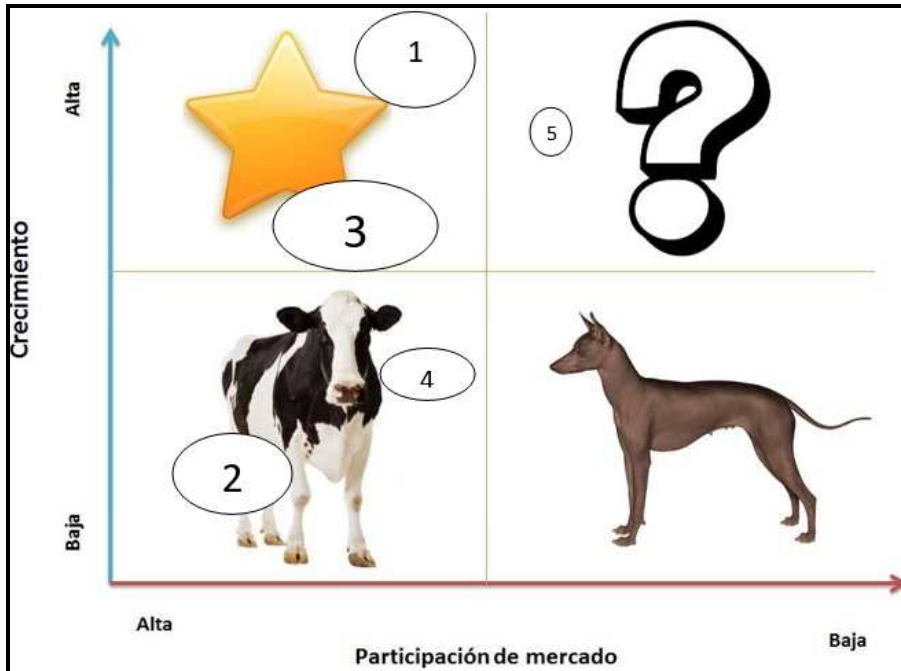 1
Alta
5
3
Crecimiento
4
2
Baja
Alta
Baja
Participación de mercado